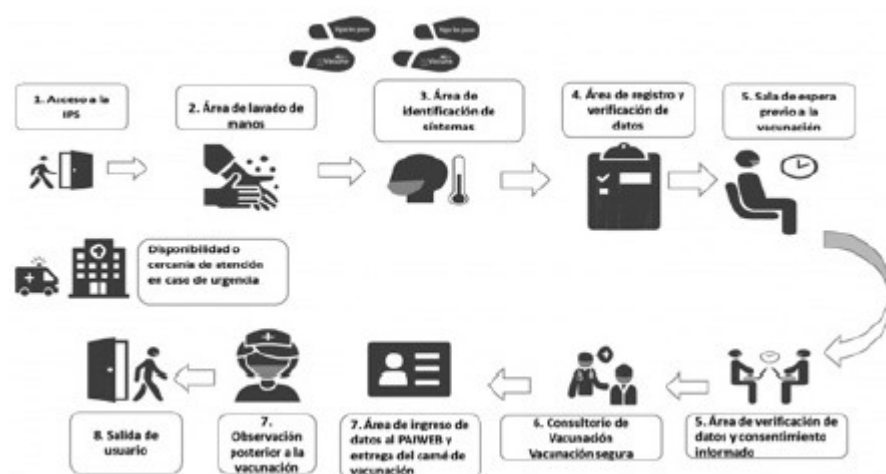 1. Acceso a la
IPS
2. Área de lavado de
manos
3. Área de
identificación de
sístemas
4. Área de registro y
verificación de
datos
5. Sala de espera
previo a la
vacunación
Disponibilidad o
cercanía de atención
en caso de urgencia
8. Salida de
usuario
7.
Observación
posterior a la
vacunación
7. Área de ingreso de
datos al PAIWEB y
entrega del carné de
vacunación
6. Consultorio de
Vacunación
Vacunación segura
5. Área de verificación de
datos y consentimiento
informado